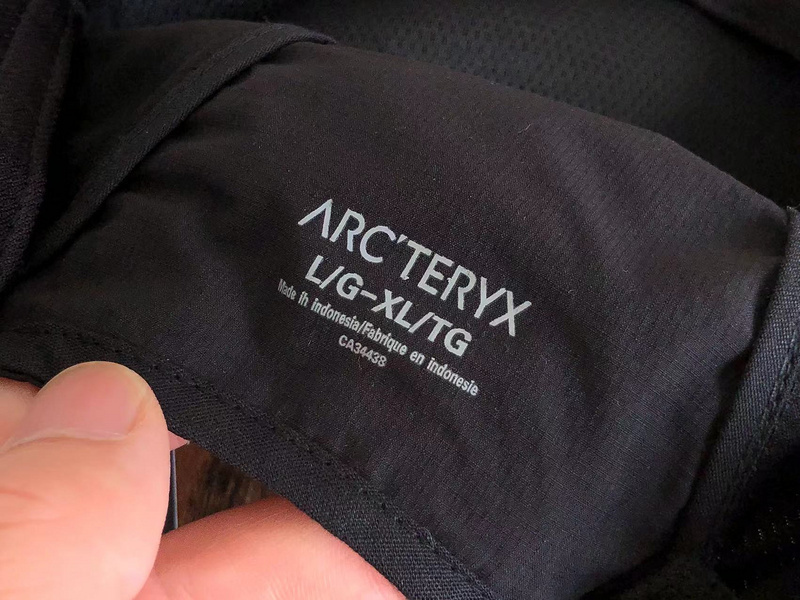 ARC'TERYX
L/G-XL/TG
Made in indonesia/Fabrique en indonesie
CA34438